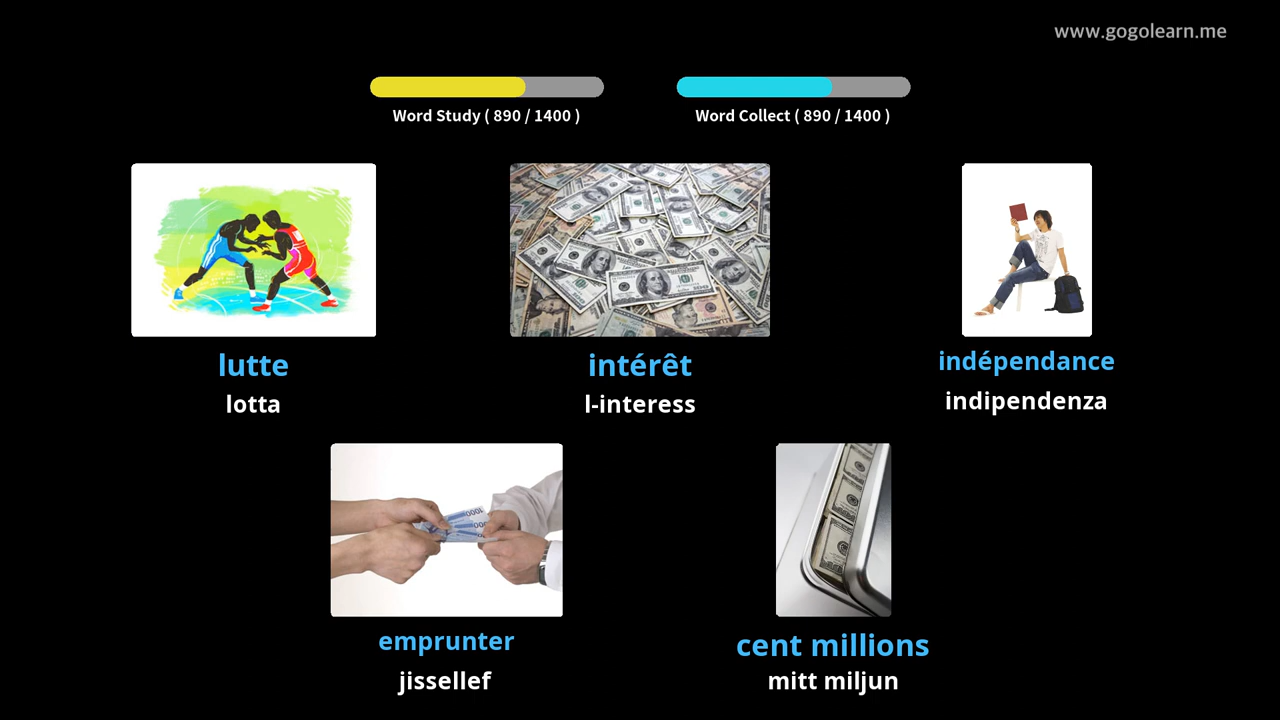 www.gogolearn.me
Word Study ( 890 / 1400 )
Word Collect ( 890 / 1400 )
lutte
lotta
intérêt
l-interess
indépendance
indipendenza
emprunter
jissellef
cent millions
mitt miljun